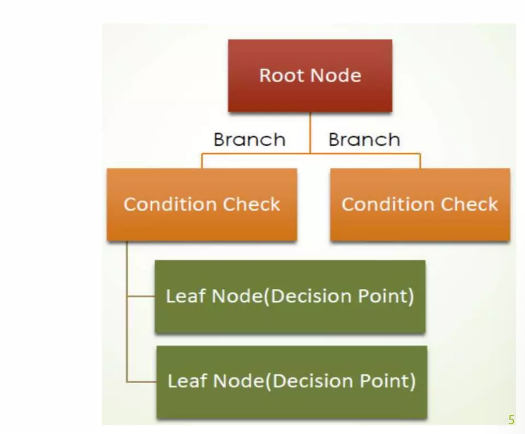 Root Node
Branch Branch
Condition Check Condition Check
Leaf Node(Decision Point)
Leaf Node(Decision Point)
5